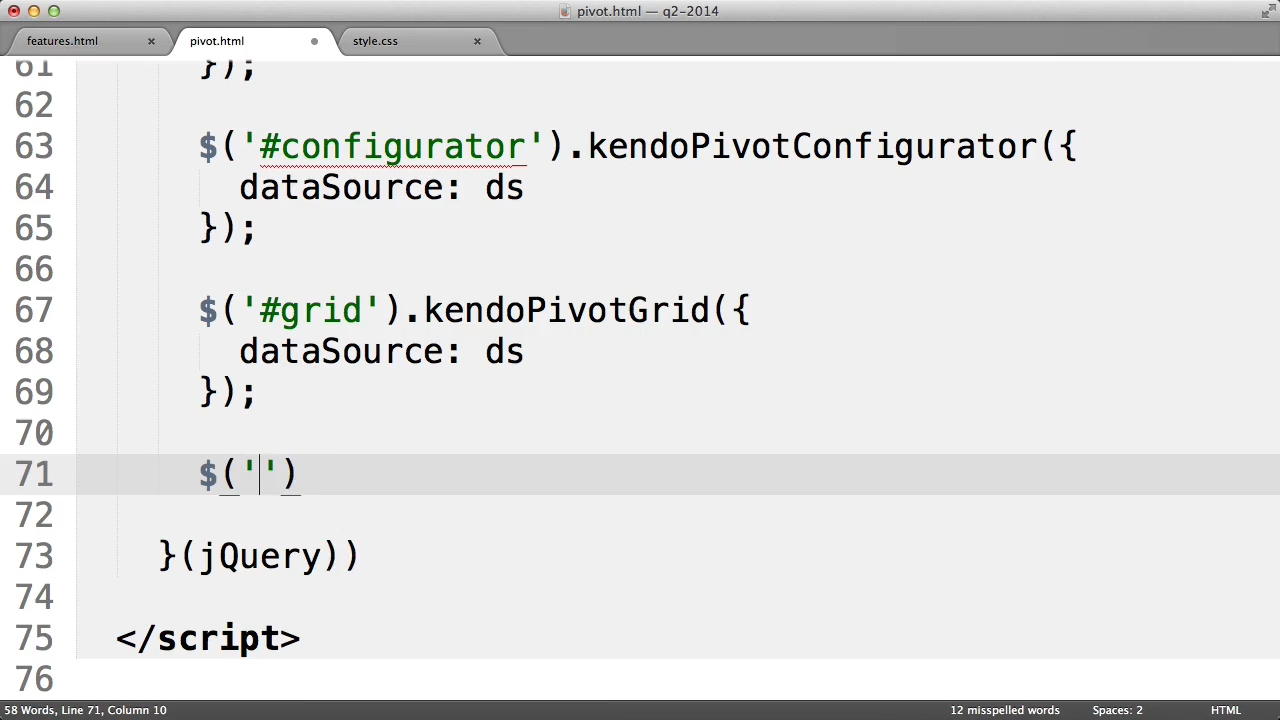 pivot.html — q2-2014
features.html × pivot.html style.css ×
61 });
62
63 $('#configurator').kendoPivotConfigurator({
64 dataSource: ds
65 });
66
67 $('#grid').kendoPivotGrid({
68 dataSource: ds
69 });
70
71 $('')
72
73 }(jQuery))
74
75 </script>
76
58 Words, Line 71, Column 10 12 misspelled words Spaces: 2 HTML